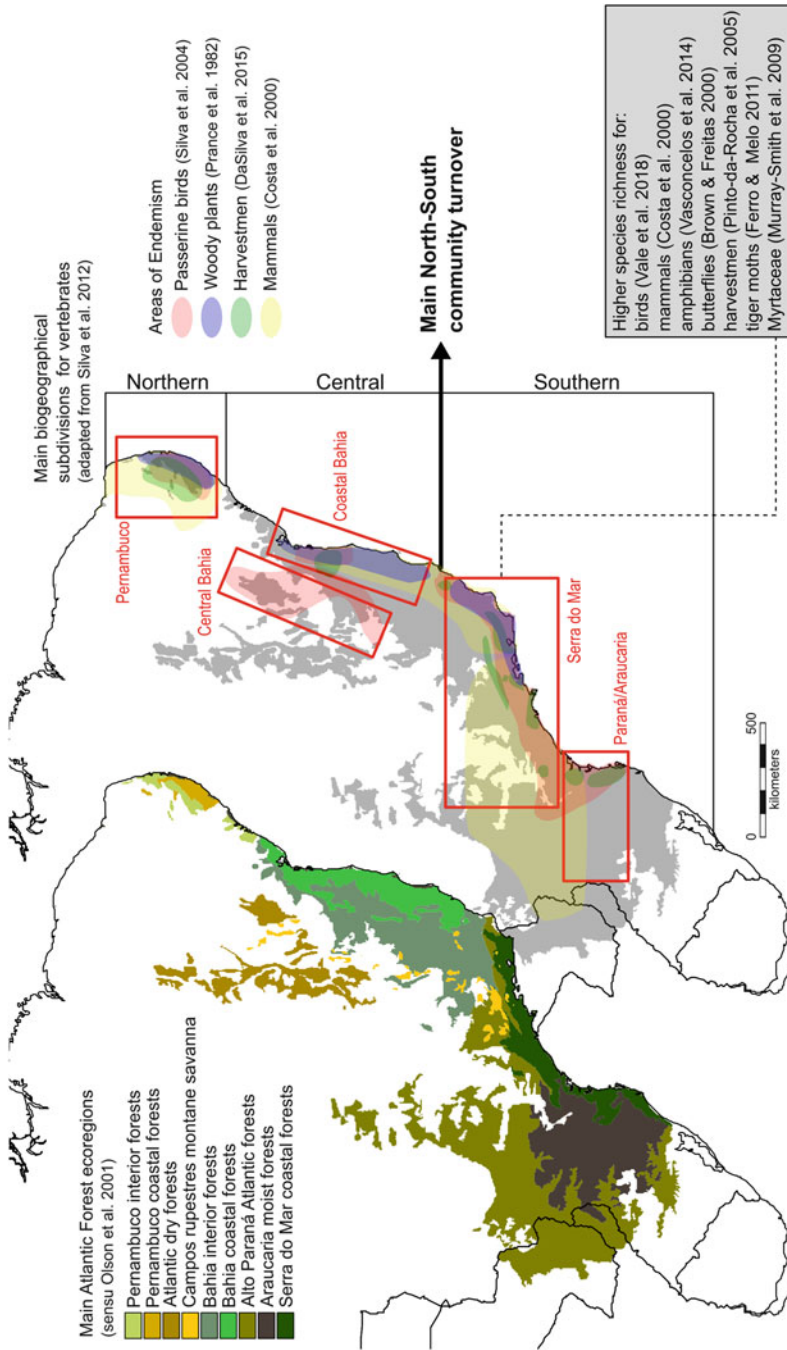 Main Atlantic Forest ecoregions
(sensu Olson et al. 2001)
Pernambuco interior forests
Pernambuco coastal forests
Atlantic dry forests
Campos rupestres montane savanna
Bahia interior forests
Bahia coastal forests
Alto Paraná Atlantic forests
Araucaria moist forests
Serra do Mar coastal forests
Main biogeographical
subdivisions for vertebrates
(adapted from Silva et al. 2012)
Northern
Central
Southern
Areas of Endemism
Passerine birds (Silva et al. 2004)
Woody plants (Prance et al. 1982)
Harvestmen (DaSilva et al. 2015)
Mammals (Costa et al. 2000)
Pernambuco
Central Bahia
Coastal Bahia
Serra do Mar
Paraná/Araucaria
Main North-South
community turnover
0 500
kilometers
Higher species richness for:
birds (Vale et al. 2018)
mammals (Costa et al. 2000)
amphibians (Vasconcelos et al. 2014)
butterflies (Brown & Freitas 2000)
harvestmen (Pinto-da-Rocha et al. 2005)
tiger moths (Ferro & Melo 2011)
Myrtaceae (Murray-Smith et al. 2009)